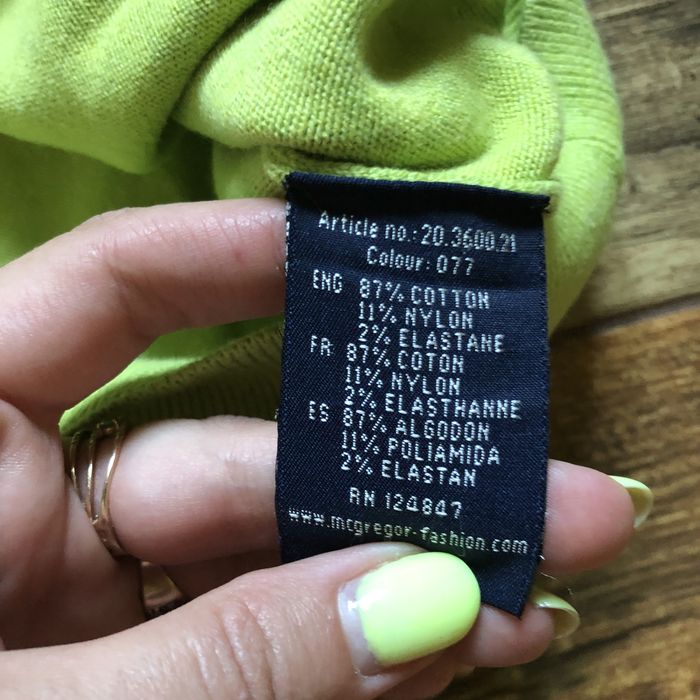 Article no.: 20.3600.21
Colour: 077
ENG 87% COTTON
11% NYLON
2% ELASTANE
FR 87% COTON
11% NYLON
2% ELASTHANNE
ES 87% ALGODON
11% POLIAMIDA
2% ELASTAN
RN 124847
www.mcgregor-fashion.com